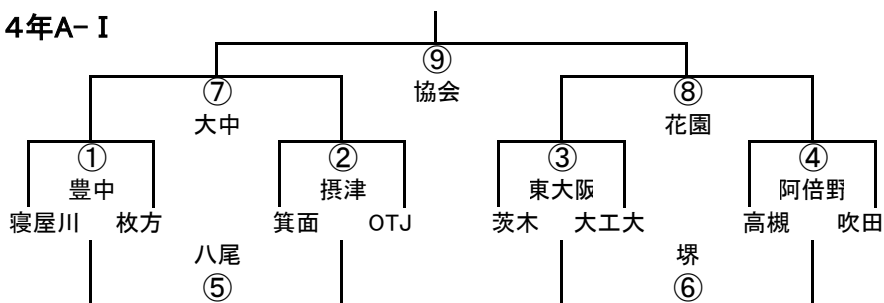 4年A-Ⅰ
⑨
協会
⑦ ⑧
大中 花園
① ② ③ ④
豊中 摂津 東大阪 阿倍野
寝屋川 枚方 箕面 OTJ 茨木 大工大 高槻 吹田
八尾 堺
⑤ ⑥